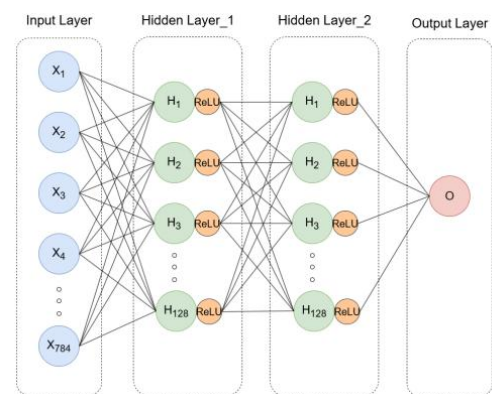 Input Layer
Hidden Layer_1
Hidden Layer_2
Output Layer
X1
X2
X3
X4
X784
H1 ReLU
H2 ReLU
H3 ReLU
H128 ReLU
H1 ReLU
H2 ReLU
H3 ReLU
H128 ReLU
O